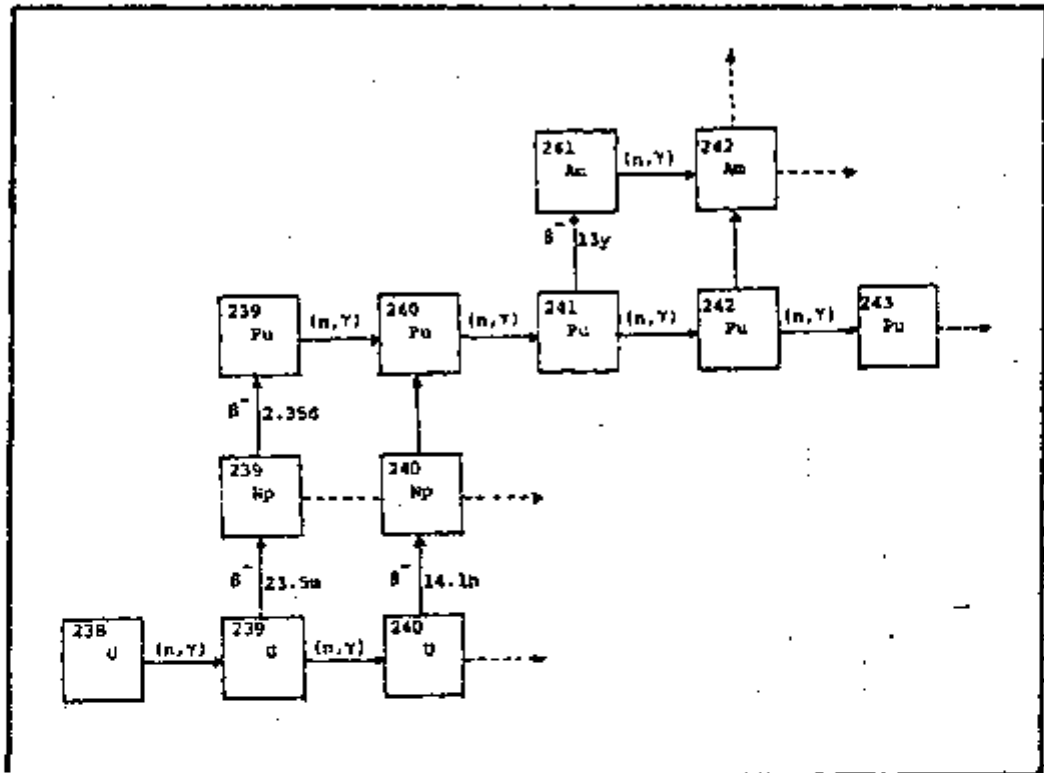 241 Am (n,γ) 242 Am
β⁻ 13y
239 Pu (n,γ) 240 Pu (n,γ) 241 Pu (n,γ) 242 Pu (n,γ) 243 Pu
β⁻ 2.35d
239 Np 240 Np
β⁻ 23.5m β⁻ 14.1h
238 U (n,γ) 239 U (n,γ) 240 U